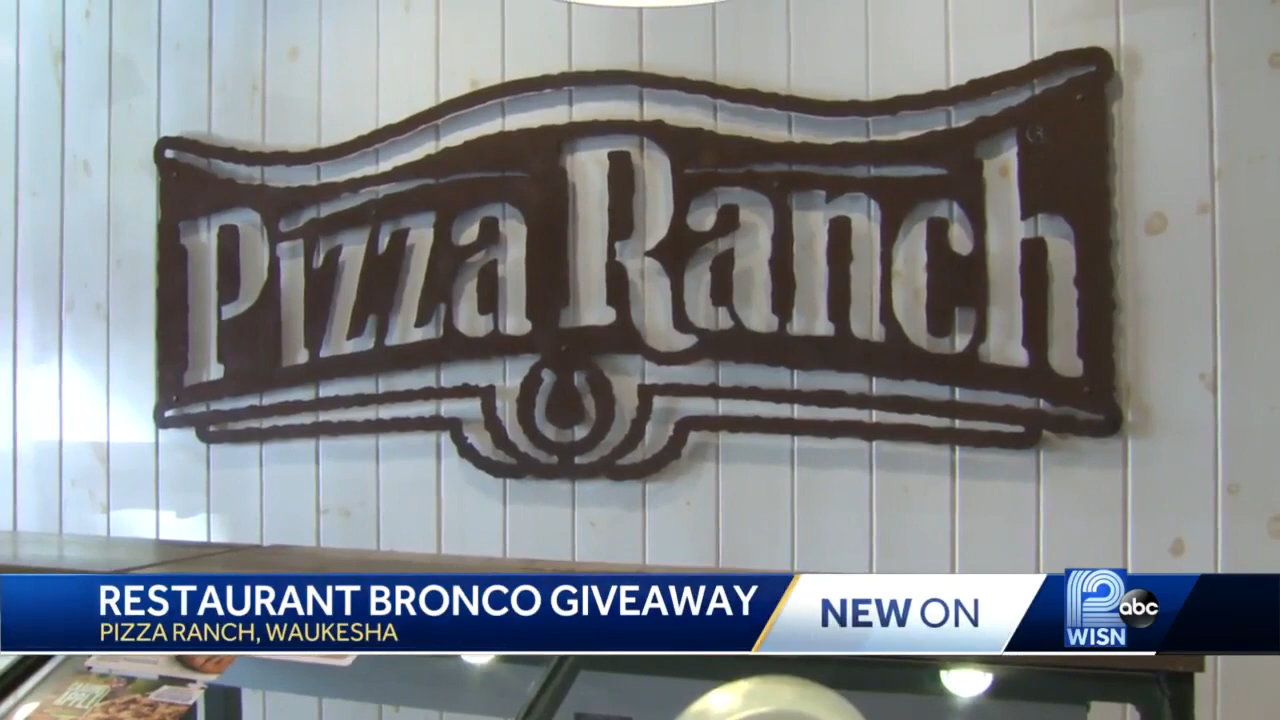 Pizza Ranch®
RESTAURANT BRONCO GIVEAWAY
PIZZA RANCH, WAUKESHA
NEW ON
12
abc
WISN